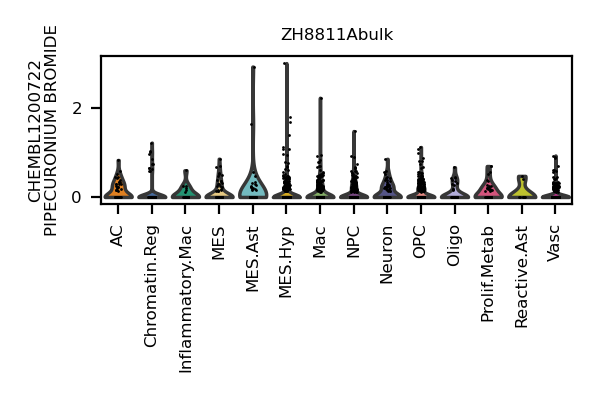 ZH8811Abulk
CHEMBL1200722
PIPECURONIUM BROMIDE
2
0
AC
Chromatin.Reg
Inflammatory.Mac
MES
MES.Ast
MES.Hyp
Mac
NPC
Neuron
OPC
Oligo
Prolif.Metab
Reactive.Ast
Vasc